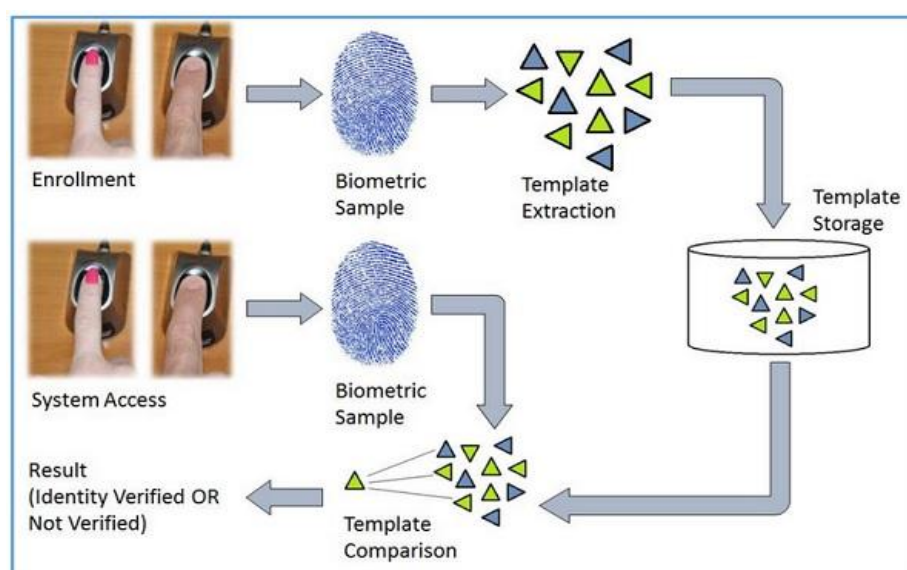 Enrollment
Biometric
Sample
Template
Extraction
Template
Storage
System Access
Biometric
Sample
Result
(Identity Verified OR
Not Verified)
Template
Comparison